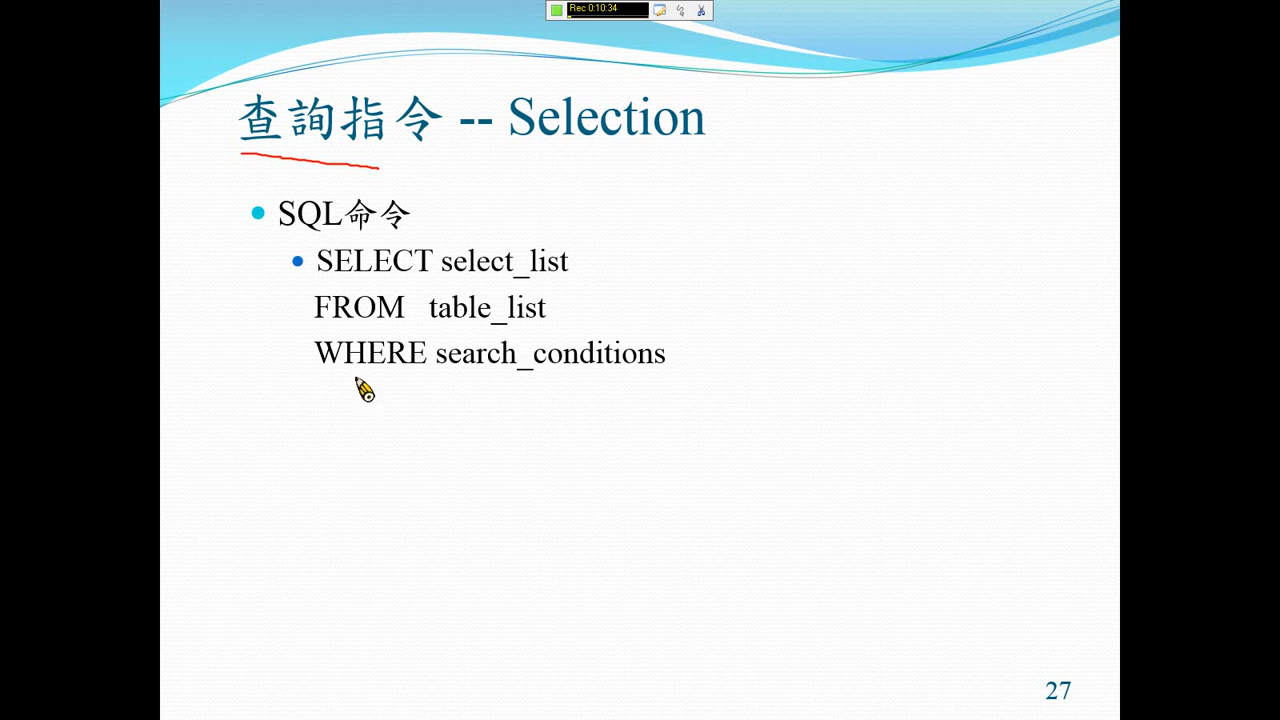 Rec 0:10:34
查詢指令 -- Selection
SQL命令
SELECT select_list
FROM table_list
WHERE search_conditions
27